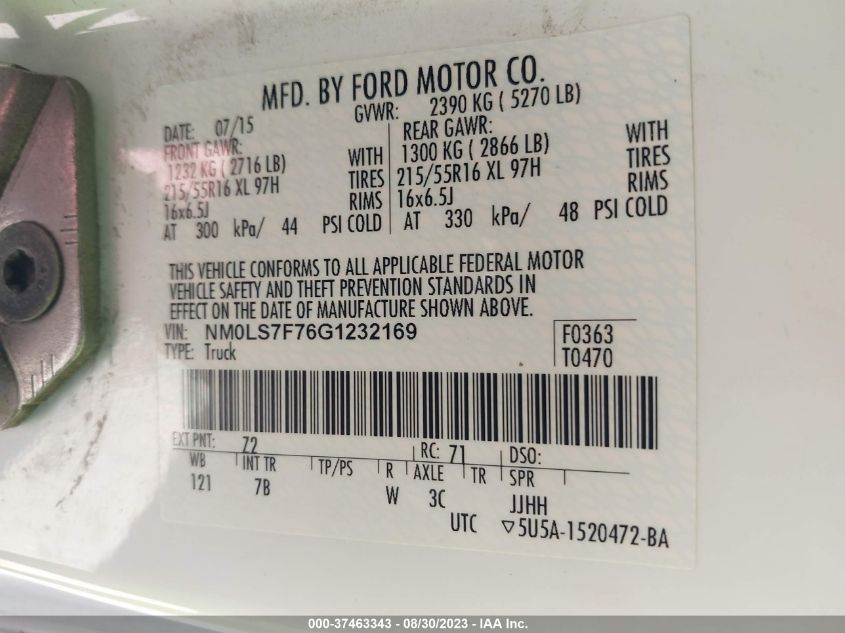 MFD. BY FORD MOTOR CO.
DATE: 07/15 GVWR: 2390 KG ( 5270 LB)
FRONT GAWR: REAR GAWR:
1232 KG ( 2716 LB) WITH 1300 KG ( 2866 LB) WITH
215/55R16 XL 97H TIRES 215/55R16 XL 97H TIRES
16x6.5J RIMS 16x6.5J RIMS
AT 300 kPa/ 44 PSI COLD AT 330 kPa/ 48 PSI COLD
THIS VEHICLE CONFORMS TO ALL APPLICABLE FEDERAL MOTOR
VEHICLE SAFETY AND THEFT PREVENTION STANDARDS IN
EFFECT ON THE DATE OF MANUFACTURE SHOWN ABOVE.
VIN: NM0LS7F76G1232169 F0363
TYPE: Truck T0470
EXT PNT: 72 RC: 71 DSO:
WB INT TR TP/PS R AXLE TR SPR
121 7B W 3C JJHH
UTC ▽5U5A-1520472-BA
000-37463343 / 08/30/2023 - IAA Inc.